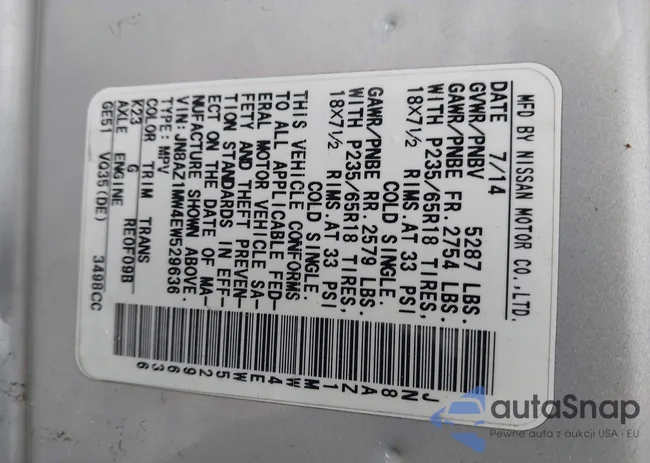 MFD BY NISSAN MOTOR CO.,LTD.
DATE 7/14
GVWR/PNBV 5287 LBS.
GAWR/PNBE FR. 2754 LBS.
WITH P235/65R18 TIRES,
18X7½ RIMS.AT 33 PSI
COLD SINGLE.
GAWR/PNBE RR. 2579 LBS.
WITH P235/65R18 TIRES,
18X7½ RIMS.AT 33 PSI
COLD SINGLE.
THIS VEHICLE CONFORMS
TO ALL APPLICABLE FED-
ERAL MOTOR VEHICLE SA-
FETY AND THEFT PREVEN-
TION STANDARDS IN EFF-
ECT ON THE DATE OF MA-
NUFACTURE SHOWN ABOVE.
VIN: JN8AZ1MW4EW529636
TYPE: MPV
COLOR TRIM TRANS
K23 G RE0F09B
AXLE ENGINE
GE51 VQ35(DE) 3498CC
JN8AZ1MW4EW529636
autaSnap
Pewne auta z aukcji USA i EU